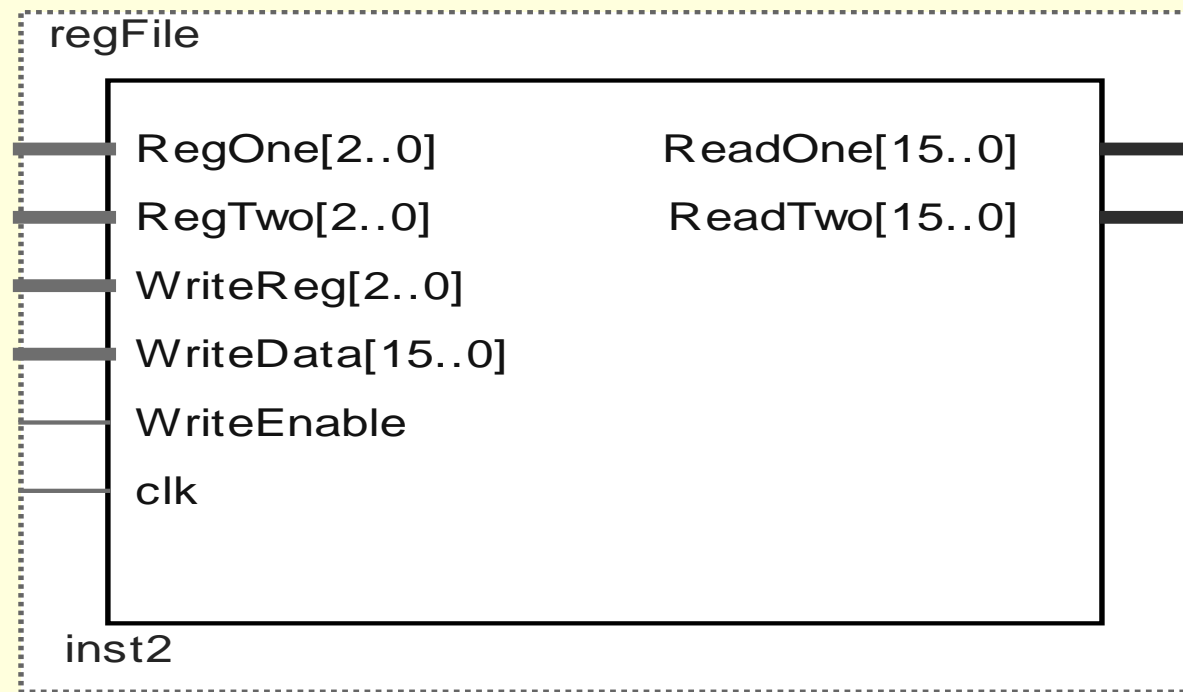 regFile
RegOne[2..0] ReadOne[15..0]
RegTwo[2..0] ReadTwo[15..0]
WriteReg[2..0]
WriteData[15..0]
WriteEnable
clk
inst2